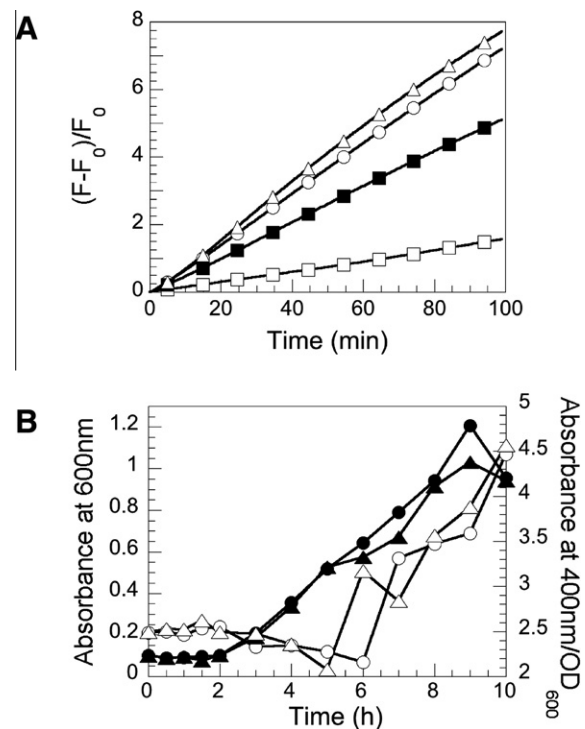 A
(F-F0)/F0
8
6
4
2
0
0 20 40 60 80 100
Time (min)
B
Absorbance at 600nm
1.2
1
0.8
0.6
0.4
0.2
0
5
4.5
4
3.5
3
2.5
2
Absorbance at 400nm/OD600
0 2 4 6 8 10
Time (h)